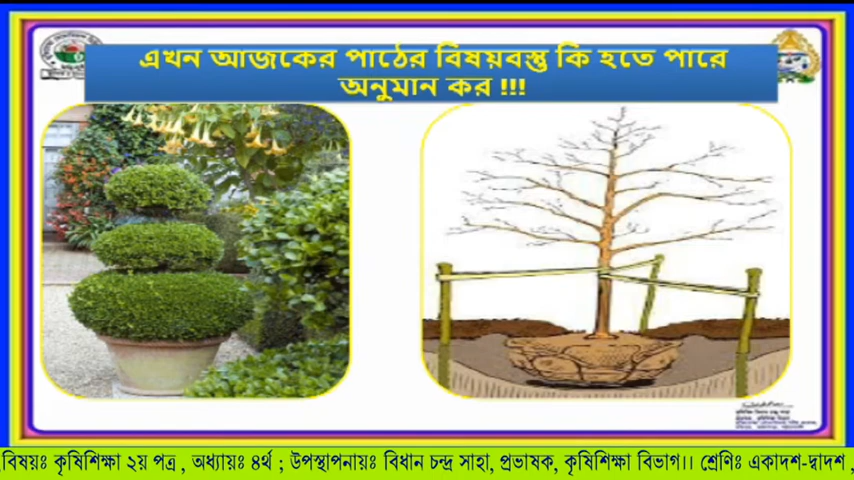 এখন আজকের পাঠের বিষয়বস্তু কি হতে পারে
অনুমান কর !!!
বিষয়ঃ কৃষিশিক্ষা ২য় পত্র , অধ্যায়ঃ ৪র্থ ; উপস্থাপনায়ঃ বিধান চন্দ্র সাহা, প্রভাষক, কৃষিশিক্ষা বিভাগ।। শ্রেণিঃ একাদশ-দ্বাদশ ,